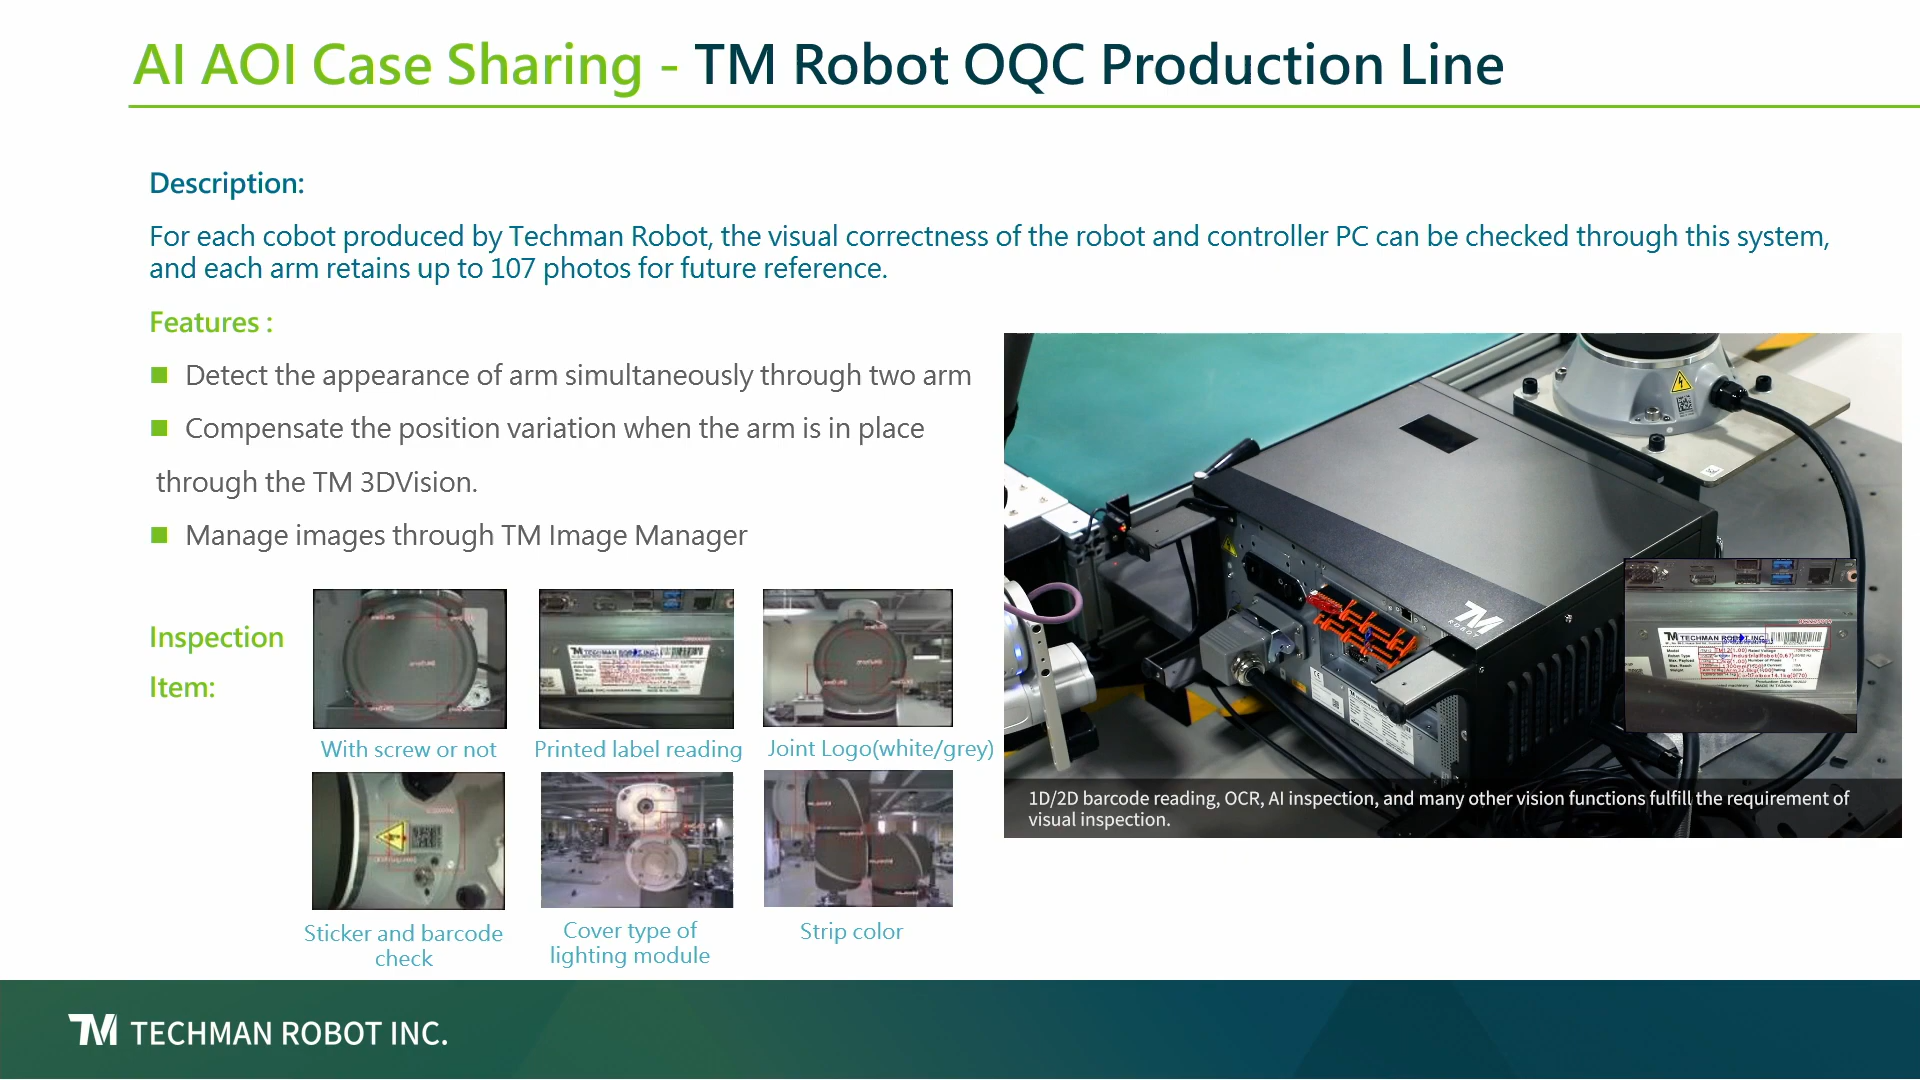 AI AOI Case Sharing - TM Robot OQC Production Line
Description:
For each cobot produced by Techman Robot, the visual correctness of the robot and controller PC can be checked through this system,
and each arm retains up to 107 photos for future reference.
Features :
Detect the appearance of arm simultaneously through two arm
Compensate the position variation when the arm is in place
through the TM 3DVision.
Manage images through TM Image Manager
Inspection
Item:
With screw or not
Printed label reading
Joint Logo(white/grey)
Sticker and barcode
check
Cover type of
lighting module
Strip color
TM
ROBOT
TECHMAN ROBOT INC.
1D/2D barcode reading, OCR, AI inspection, and many other vision functions fulfill the requirement of
visual inspection.
TM TECHMAN ROBOT INC.